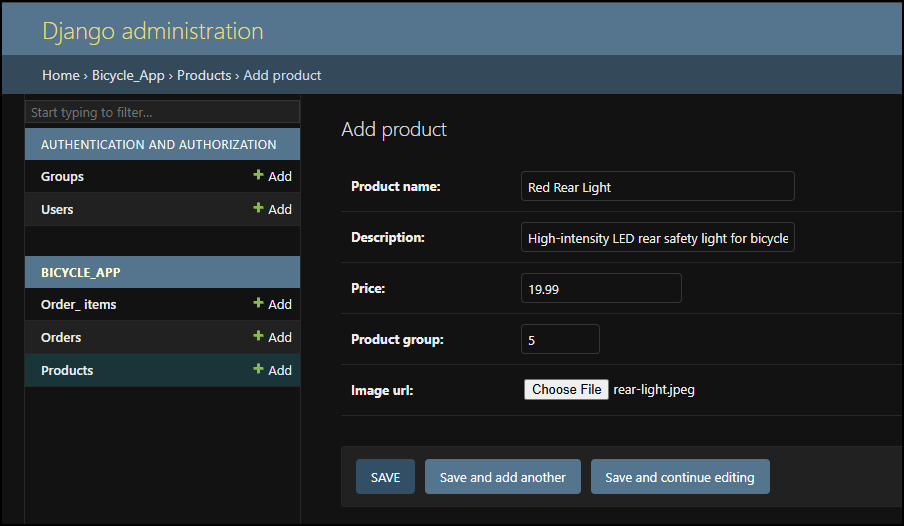 Django administration
Home › Bicycle_App › Products › Add product
Start typing to filter...
AUTHENTICATION AND AUTHORIZATION
Groups + Add
Users + Add
BICYCLE_APP
Order_ items + Add
Orders + Add
Products + Add
Add product
Product name: Red Rear Light
Description: High-intensity LED rear safety light for bicycle
Price: 19.99
Product group: 5
Image url: Choose File rear-light.jpeg
SAVE Save and add another Save and continue editing